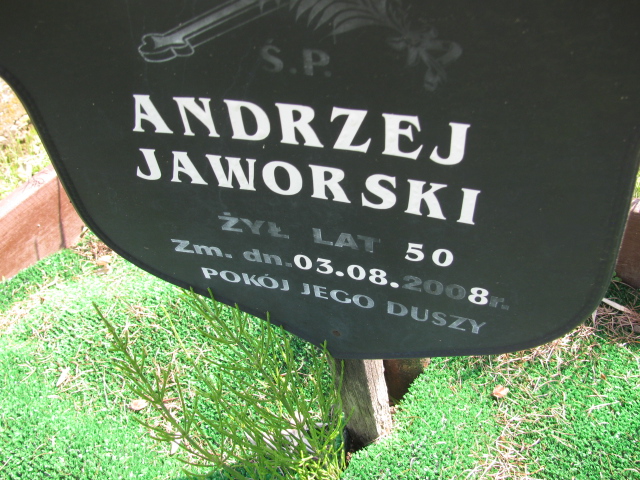 Ś.P.
ANDRZEJ
JAWORSKI
ŻYŁ LAT 50
Zm. dn. 03.08.2008r.
POKÓJ JEGO DUSZY